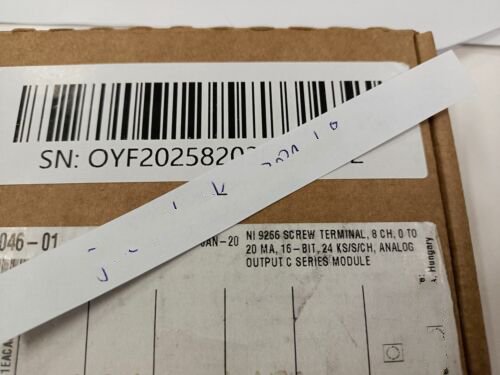 SN: OYF2025820
046-01
JAN-20
NI 9266 SCREW TERMINAL, 8 CH, 0 TO
20 MA, 16-BIT, 24 KS/S/CH, ANALOG
OUTPUT C SERIES MODULE
Hungary